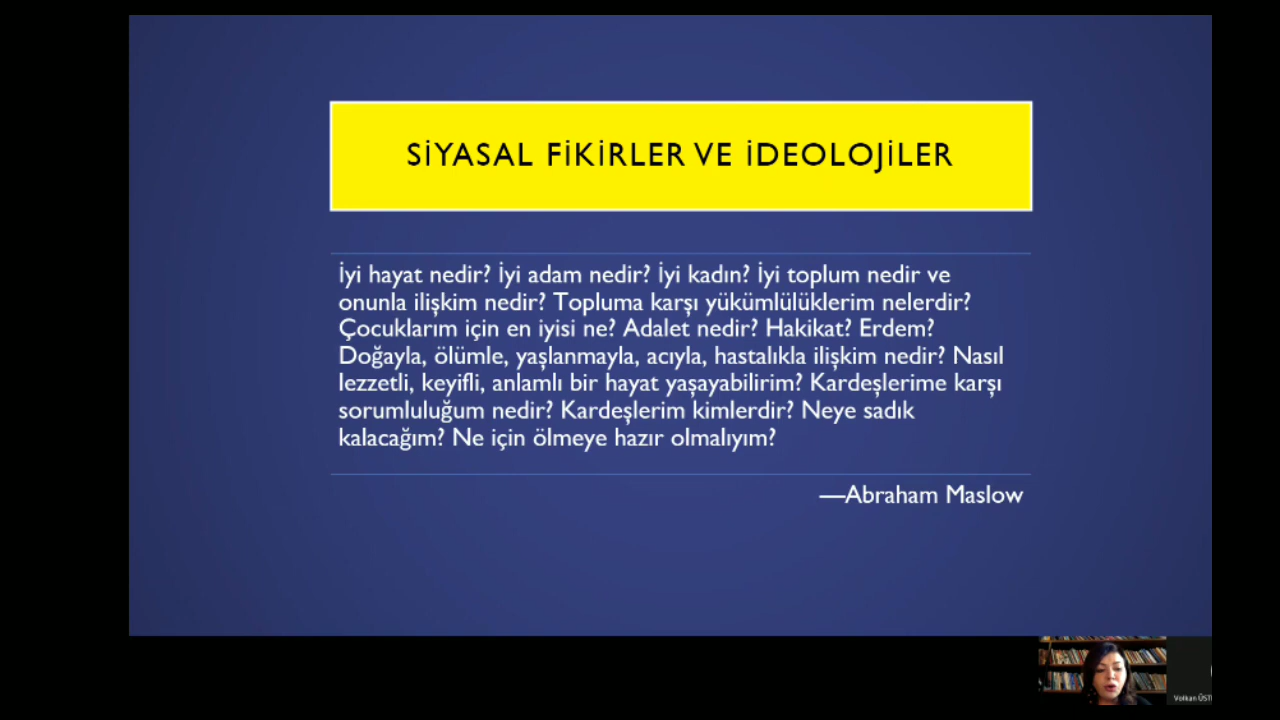 SİYASAL FİKİRLER VE İDEOLOJİLER
İyi hayat nedir? İyi adam nedir? İyi kadın? İyi toplum nedir ve
onunla ilişkim nedir? Topluma karşı yükümlülüklerim nelerdir?
Çocuklarım için en iyisi ne? Adalet nedir? Hakikat? Erdem?
Doğayla, ölümle, yaşlanmayla, acıyla, hastalıkla ilişkim nedir? Nasıl
lezzetli, keyifli, anlamlı bir hayat yaşayabilirim? Kardeşlerime karşı
sorumluluğum nedir? Kardeşlerim kimlerdir? Neye sadık
kalacağım? Ne için ölmeye hazır olmalıyım?
—Abraham Maslow
Volkan